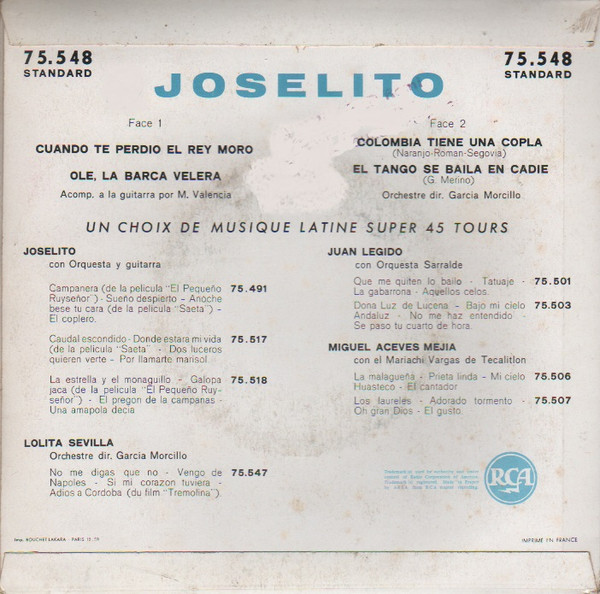 75.548
STANDARD
JOSELITO
75.548
STANDARD
Face 1
CUANDO TE PERDIO EL REY MORO
OLE, LA BARCA VELERA
Acomp. a la guitarra por M. Valencia
Face 2
COLOMBIA TIENE UNA COPLA
(Naranjo-Roman-Segovia)
EL TANGO SE BAILA EN CADIE
(G. Merino)
Orchestre dir. Garcia Morcillo
UN CHOIX DE MUSIQUE LATINE SUPER 45 TOURS
JOSELITO
con Orquesta y guitarra
Campanera (de la pelicula "El Pequeño
Ruyseñor") - Sueño despierto - Anoche 75.491
bese tu cara (de la pelicula "Saeta") -
El coplero.
Caudal escondido - Donde estara mi vida 75.517
(de la pelicula "Saeta" - Dos luceros
quieren verte - Por llamarte marisol
La estrella y el monaguillo - Galopa 75.518
jaca (de la pelicula "El Pequeño Ruy-
señor") - El pregon de la campanas -
Una amapola decia
LOLITA SEVILLA
Orchestre dir. Garcia Morcillo
No me digas que no - Vengo de 75.547
Napoles - Si mi corazon tuviera -
Adios a Cordoba (du film "Tremolina").
JUAN LEGIDO
con Orquesta Sarralde
Que me quiten lo bailo - Tatuaje - 75.501
La gabarrona - Aquellos celos
Dona Luz de Lucena - Bajo mi cielo 75.503
Andaluz - No me haz entendido -
Se paso tu cuarto de hora
MIGUEL ACEVES MEJIA
con el Mariachi Vargas de Tecalitlon
La malagueña - Prieta linda - Mi cielo 75.506
Huasteco - El cantador
Los laureles - Adorado tormento - 75.507
Oh gran Dios - El gusto.
RCA
Imp. BOUCHET-LAKARA - PARIS
IMPRIMÉ EN FRANCE